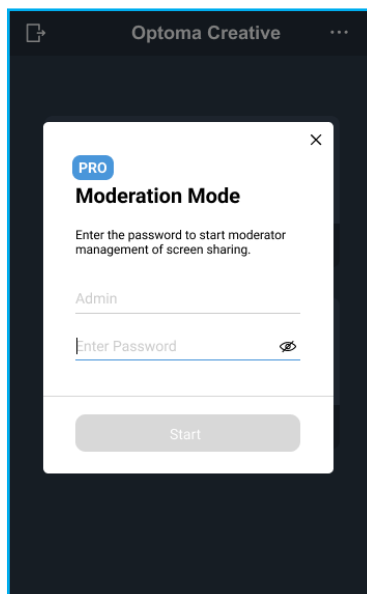 Optoma Creative
PRO
Moderation Mode
Enter the password to start moderator
management of screen sharing.
Admin
Enter Password
Start